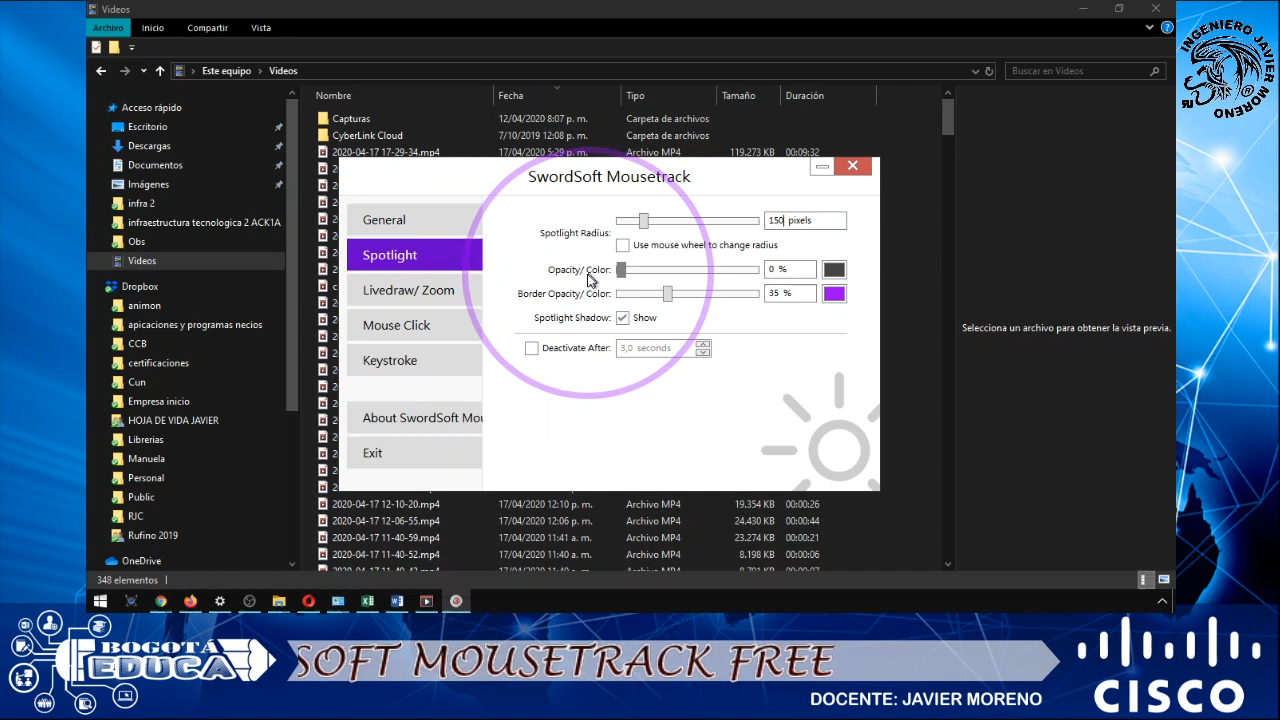 Videos
Archivo Inicio Compartir Vista
Este equipo > Videos
Buscar en Videos
INGENIERO JAVIER MORENO
Nombre Fecha Tipo Tamaño Duración
Acceso rápido
Escritorio
Descargas
Documentos
Imágenes
infra 2
infraestructura tecnologica 2 ACK1A
Obs
Videos
Dropbox
animon
apicaciones y programas necios
CCB
certificaciones
Cun
Empresa inicio
HOJA DE VIDA JAVIER
Librerias
Manuela
Personal
Public
RJC
Rufino 2019
OneDrive
Capturas 12/04/2020 8:07 p. m. Carpeta de archivos
CyberLink Cloud 7/10/2019 12:08 p. m. Carpeta de archivos
2020-04-17 17-29-34.mp4 17/04/2020 5:29 p. m. Archivo MP4 119.273 KB 00:09:32
SwordSoft Mousetrack
General
Spotlight
Livedraw/ Zoom
Mouse Click
Keystroke
About SwordSoft Mou
Exit
Spotlight Radius: 150 pixels
Use mouse wheel to change radius
Opacity/ Color: 0 %
Border Opacity/ Color: 35 %
Spotlight Shadow: Show
Deactivate After: 3,0 seconds
Selecciona un archivo para obtener la vista previa.
2020-04-17 12-10-20.mp4 17/04/2020 12:10 p. m. Archivo MP4 19.354 KB 00:00:26
2020-04-17 12-06-55.mp4 17/04/2020 12:06 p. m. Archivo MP4 24.430 KB 00:00:44
2020-04-17 11-40-59.mp4 17/04/2020 11:41 a. m. Archivo MP4 23.274 KB 00:00:21
2020-04-17 11-40-52.mp4 17/04/2020 11:40 a. m. Archivo MP4 8.198 KB 00:00:06
348 elementos
BOGOTÁ
EDUCA
SOFT MOUSETRACK FREE
DOCENTE: JAVIER MORENO
CISCO